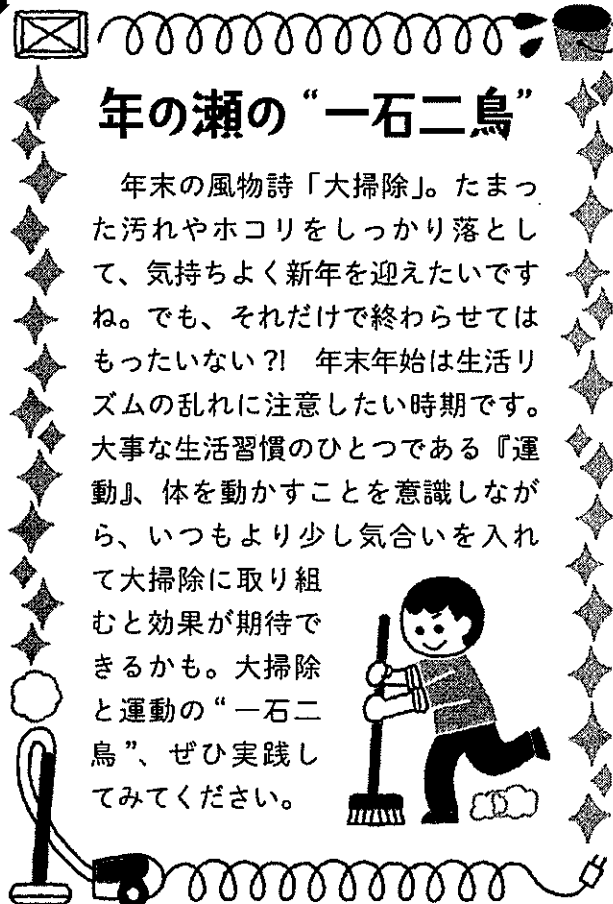 年の瀬の“一石二鳥”
年末の風物詩「大掃除」。たまっ
た汚れやホコリをしっかり落とし
て、気持ちよく新年を迎えたいです
ね。でも、それだけで終わらせては
もったいない?!　年末年始は生活リ
ズムの乱れに注意したい時期です。
大事な生活習慣のひとつである『運
動』、体を動かすことを意識しなが
ら、いつもより少し気合いを入れ
て大掃除に取り組
むと効果が期待で
きるかも。大掃除
と運動の“一石二
鳥”、ぜひ実践し
てみてください。